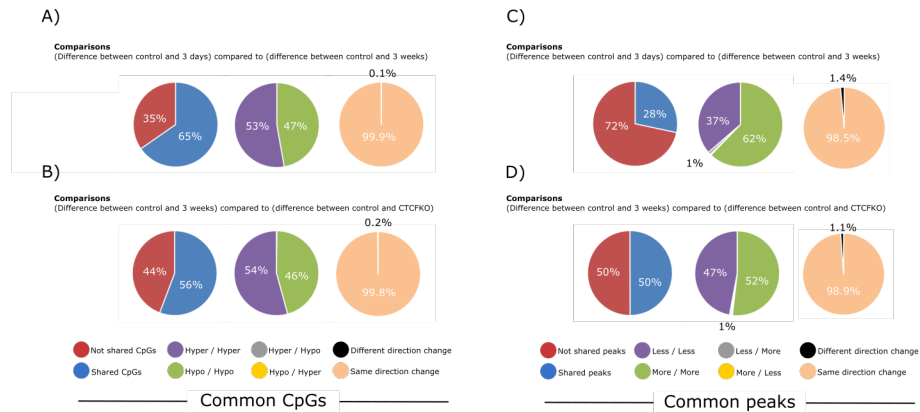 A)
Comparisons
(Difference between control and 3 days) compared to (difference between control and 3 weeks)
0.1%
35%
65%
53%
47%
99.9%
B)
Comparisons
(Difference between control and 3 weeks) compared to (difference between control and CTCFKO)
0.2%
44%
56%
54%
46%
99.8%
Not shared CpGs
Hyper / Hyper
Hyper / Hypo
Different direction change
Shared CpGs
Hypo / Hypo
Hypo / Hyper
Same direction change
Common CpGs
C)
Comparisons
(Difference between control and 3 days) compared to (difference between control and 3 weeks)
1.4%
28%
72%
37%
62%
1%
98.5%
D)
Comparisons
(Difference between control and 3 weeks) compared to (difference between control and CTCFKO)
1.1%
50%
50%
47%
52%
1%
98.9%
Not shared peaks
Less / Less
Less / More
Different direction change
Shared peaks
More / More
More / Less
Same direction change
Common peaks